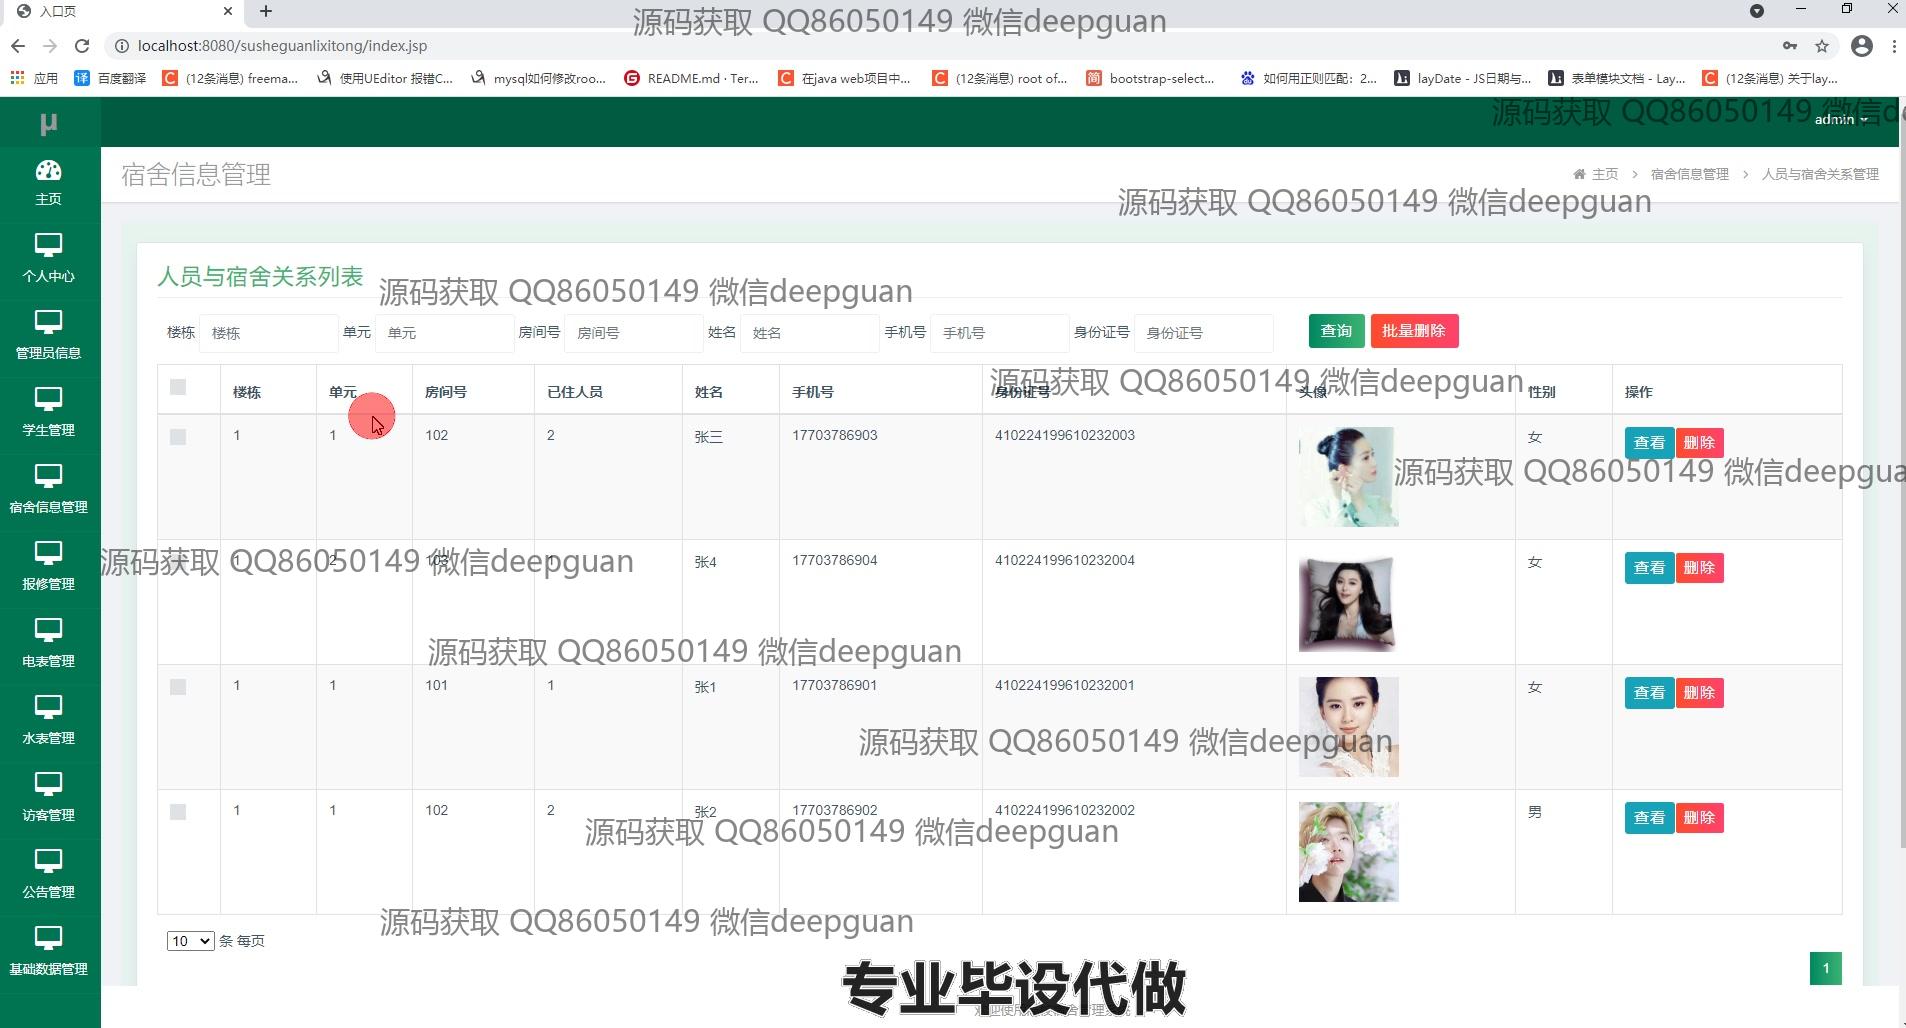 入口页
源码获取 QQ86050149 微信deepguan
localhost:8080/susheguanlixitong/index.jsp
应用 百度翻译 (12条消息) freema... 使用UEditor 报错C... mysql如何修改roo... README.md · Ter... 在java web项目中... (12条消息) root of... bootstrap-select... 如何用正则匹配：2... layDate - JS日期与... 表单模块文档 - Lay... (12条消息) 关于lay...
μ
源码获取 QQ86050149 微信de
admin
主页
个人中心
管理员信息
学生管理
宿舍信息管理
报修管理
电表管理
水表管理
访客管理
公告管理
基础数据管理
宿舍信息管理
主页 > 宿舍信息管理 > 人员与宿舍关系管理
源码获取 QQ86050149 微信deepguan
人员与宿舍关系列表
源码获取 QQ86050149 微信deepguan
楼栋 楼栋 单元 单元 房间号 房间号 姓名 姓名 手机号 手机号 身份证号 身份证号 查询 批量删除
源码获取 QQ86050149 微信deepguan
楼栋 单元 房间号 已住人员 姓名 手机号 身份证号 头像 性别 操作
1 1 102 2 张三 17703786903 410224199610232003 女 查看 删除
源码获取 QQ86050149 微信deepgua
1 2 103 1 张4 17703786904 410224199610232004 女 查看 删除
源码获取 QQ86050149 微信deepguan
源码获取 QQ86050149 微信deepguan
1 1 101 1 张1 17703786901 410224199610232001 女 查看 删除
源码获取 QQ86050149 微信deepguan
1 1 102 2 张2 17703786902 410224199610232002 男 查看 删除
源码获取 QQ86050149 微信deepguan
源码获取 QQ86050149 微信deepguan
10 条 每页
1
专业毕设代做